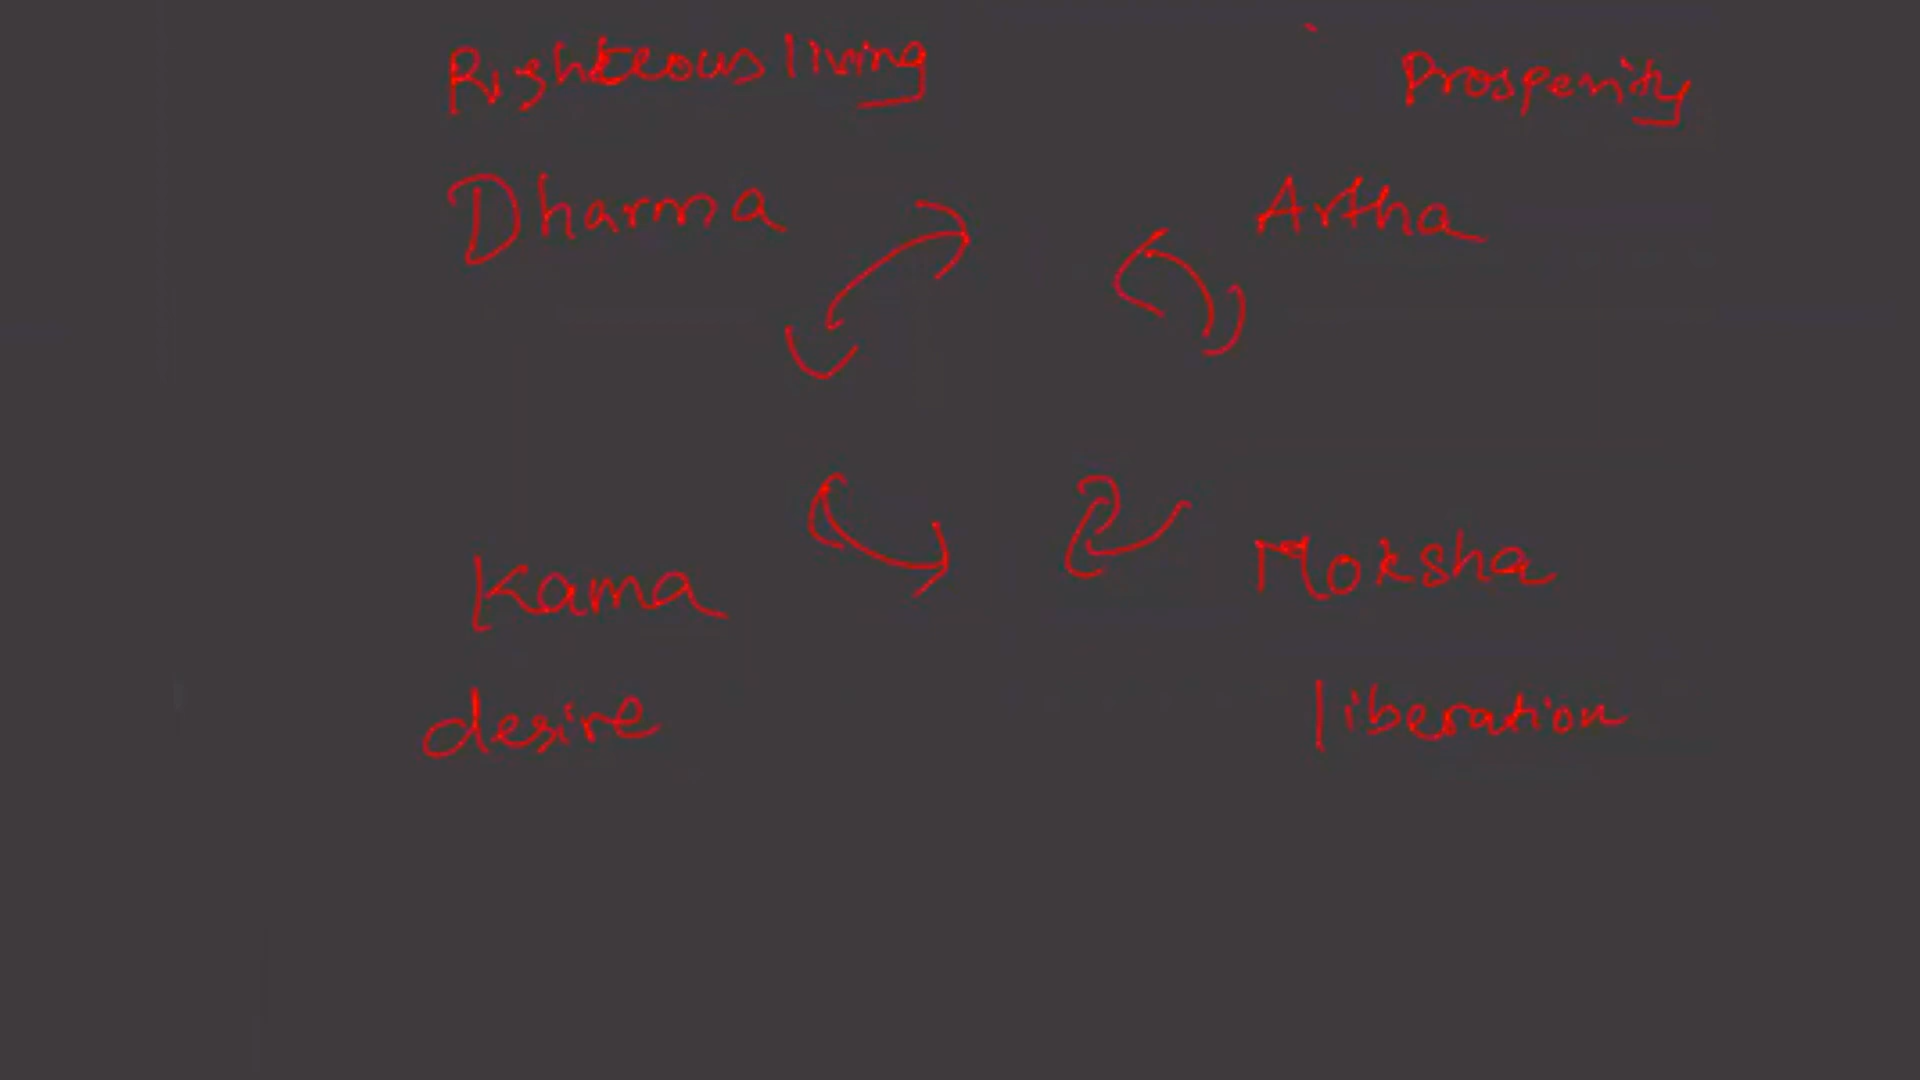 Righteous living Prosperity
Dharma Artha
Kama Moksha
desire liberation